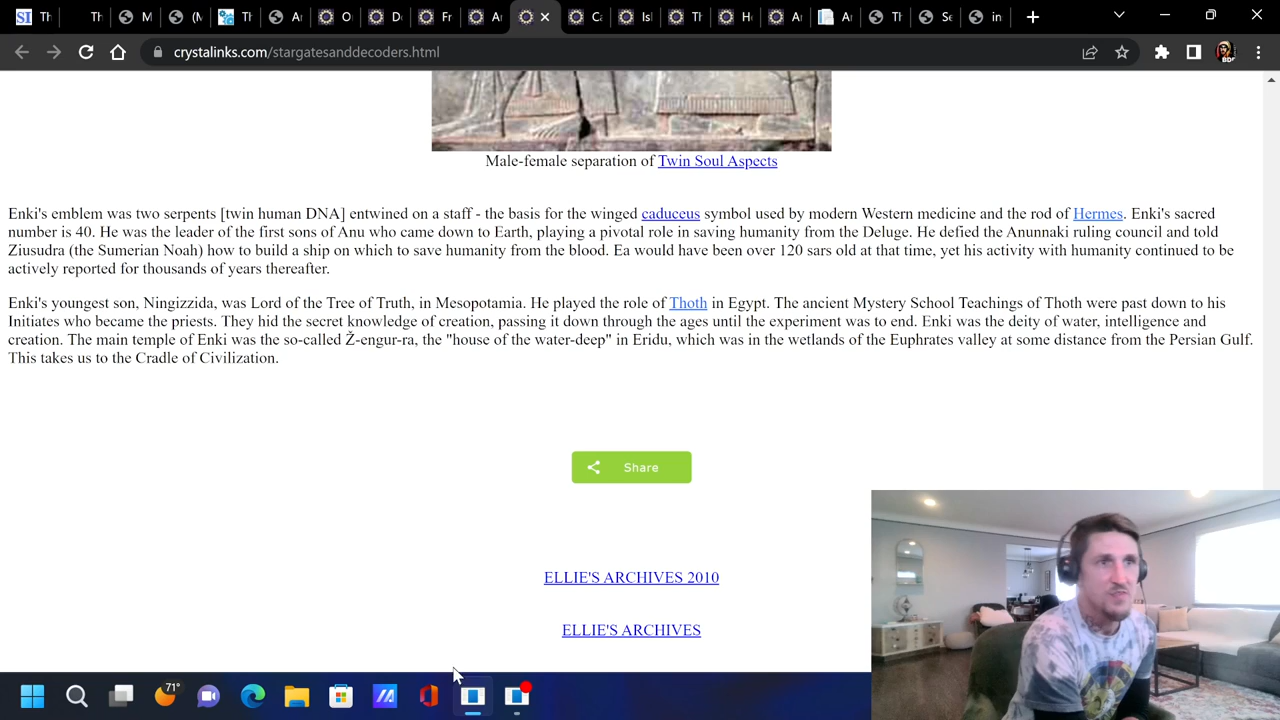 Th
Th
M
(M
Th
A
O
D
Fr
A
C
Isl
Th
H
A
A
Th
Se
in
crystalinks.com/stargatesanddecoders.html
BDE
Male-female separation of Twin Soul Aspects
Enki's emblem was two serpents [twin human DNA] entwined on a staff - the basis for the winged caduceus symbol used by modern Western medicine and the rod of Hermes. Enki's sacred
number is 40. He was the leader of the first sons of Anu who came down to Earth, playing a pivotal role in saving humanity from the Deluge. He defied the Anunnaki ruling council and told
Ziusudra (the Sumerian Noah) how to build a ship on which to save humanity from the blood. Ea would have been over 120 sars old at that time, yet his activity with humanity continued to be
actively reported for thousands of years thereafter.
Enki's youngest son, Ningizzida, was Lord of the Tree of Truth, in Mesopotamia. He played the role of Thoth in Egypt. The ancient Mystery School Teachings of Thoth were past down to his
Initiates who became the priests. They hid the secret knowledge of creation, passing it down through the ages until the experiment was to end. Enki was the deity of water, intelligence and
creation. The main temple of Enki was the so-called Ž-engur-ra, the "house of the water-deep" in Eridu, which was in the wetlands of the Euphrates valley at some distance from the Persian Gulf.
This takes us to the Cradle of Civilization.
Share
ELLIE'S ARCHIVES 2010
ELLIE'S ARCHIVES
71°